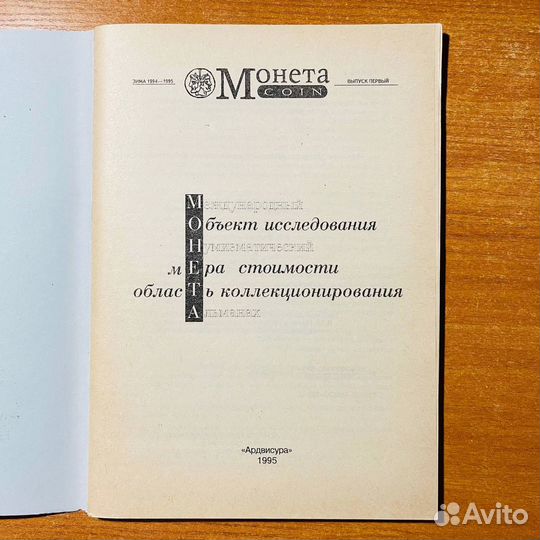 ЗИМА 1994—1995
Монета
COIN
ВЫПУСК ПЕРВЫЙ
Международный
Объект исследования
Нумизматический
мЕра стоимости
обласТь коллекционирования
Альманах
«Ардвисура»
1995
Avito